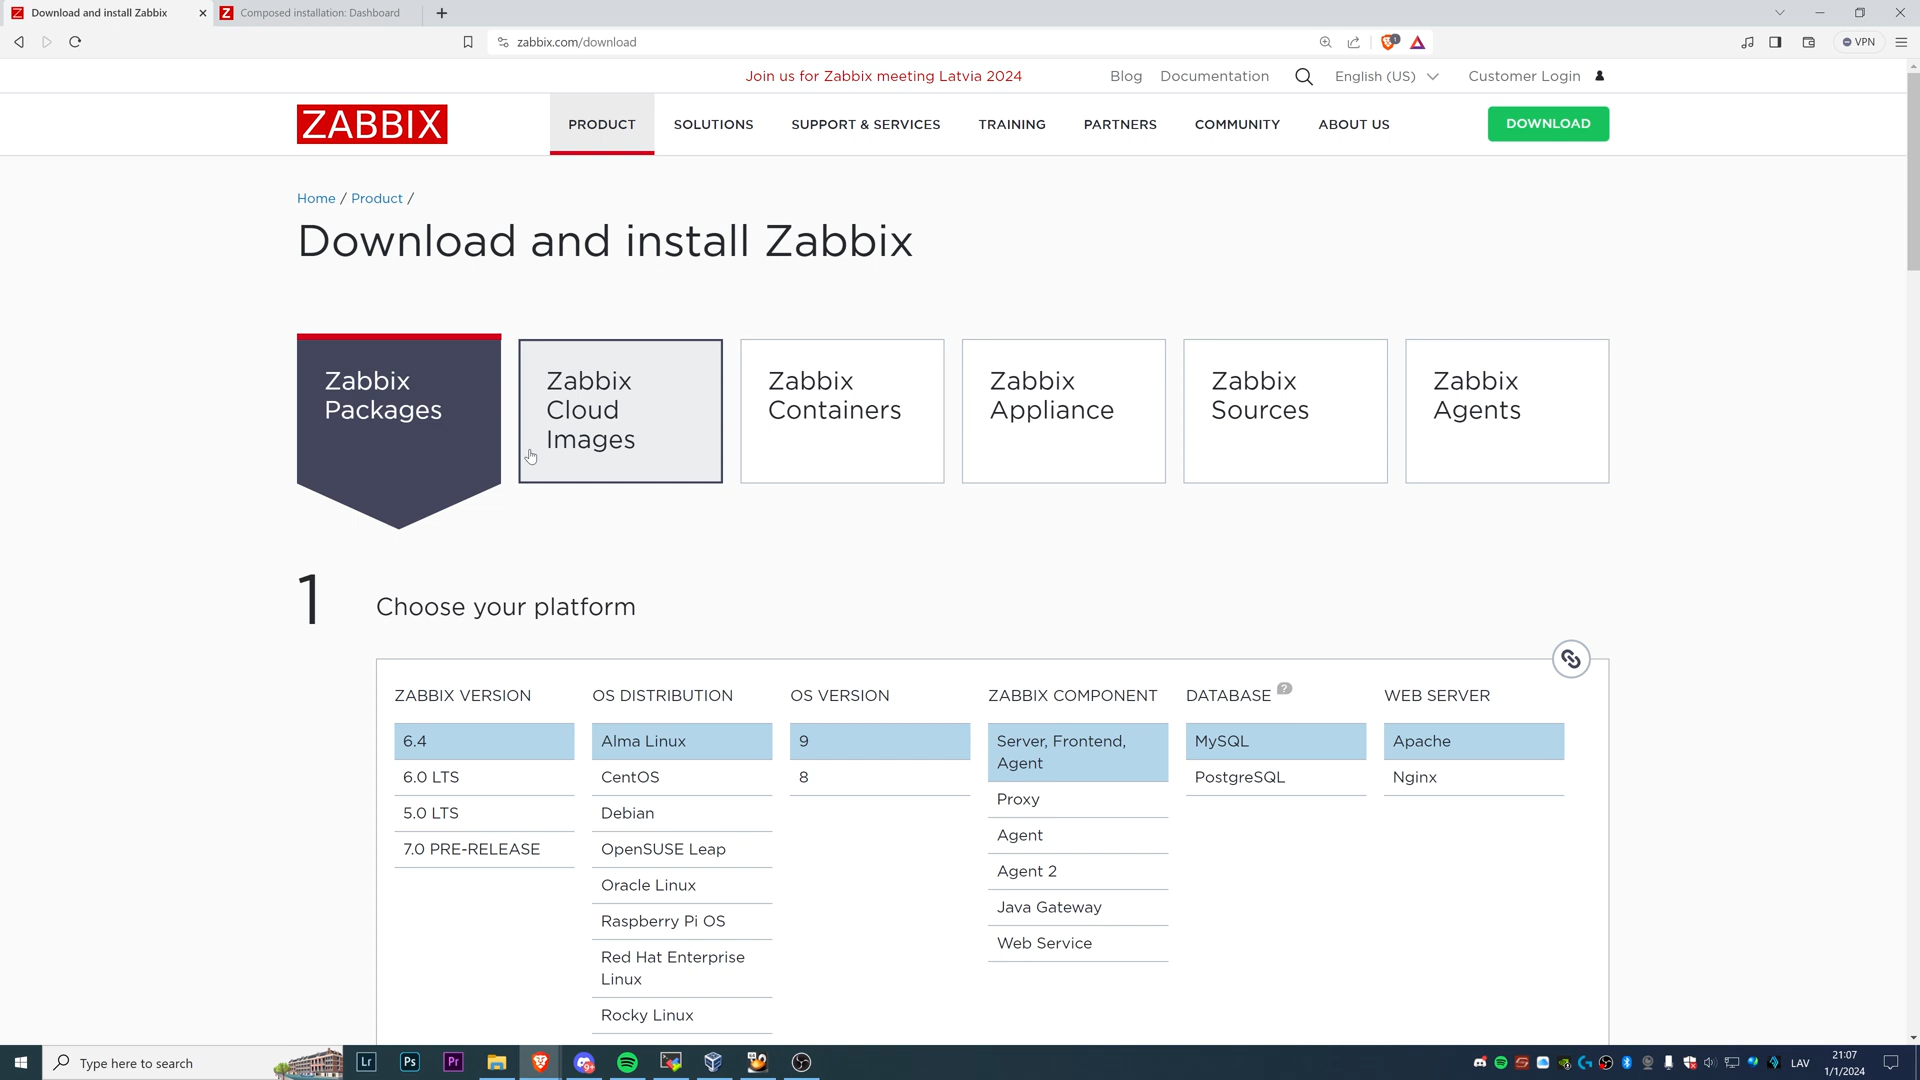 Download and install Zabbix
Composed installation: Dashboard
zabbix.com/download
VPN
Join us for Zabbix meeting Latvia 2024
Blog
Documentation
English (US)
Customer Login
ZABBIX
PRODUCT
SOLUTIONS
SUPPORT & SERVICES
TRAINING
PARTNERS
COMMUNITY
ABOUT US
DOWNLOAD
Home / Product /
Download and install Zabbix
Zabbix
Packages
Zabbix
Cloud
Images
Zabbix
Containers
Zabbix
Appliance
Zabbix
Sources
Zabbix
Agents
1
Choose your platform
ZABBIX VERSION
6.4
6.0 LTS
5.0 LTS
7.0 PRE-RELEASE
OS DISTRIBUTION
Alma Linux
CentOS
Debian
OpenSUSE Leap
Oracle Linux
Raspberry Pi OS
Red Hat Enterprise
Linux
Rocky Linux
OS VERSION
9
8
ZABBIX COMPONENT
Server, Frontend,
Agent
Proxy
Agent
Agent 2
Java Gateway
Web Service
DATABASE ?
MySQL
PostgreSQL
WEB SERVER
Apache
Nginx
Type here to search
Lr
Ps
Pr
LAV
21:07
1/1/2024